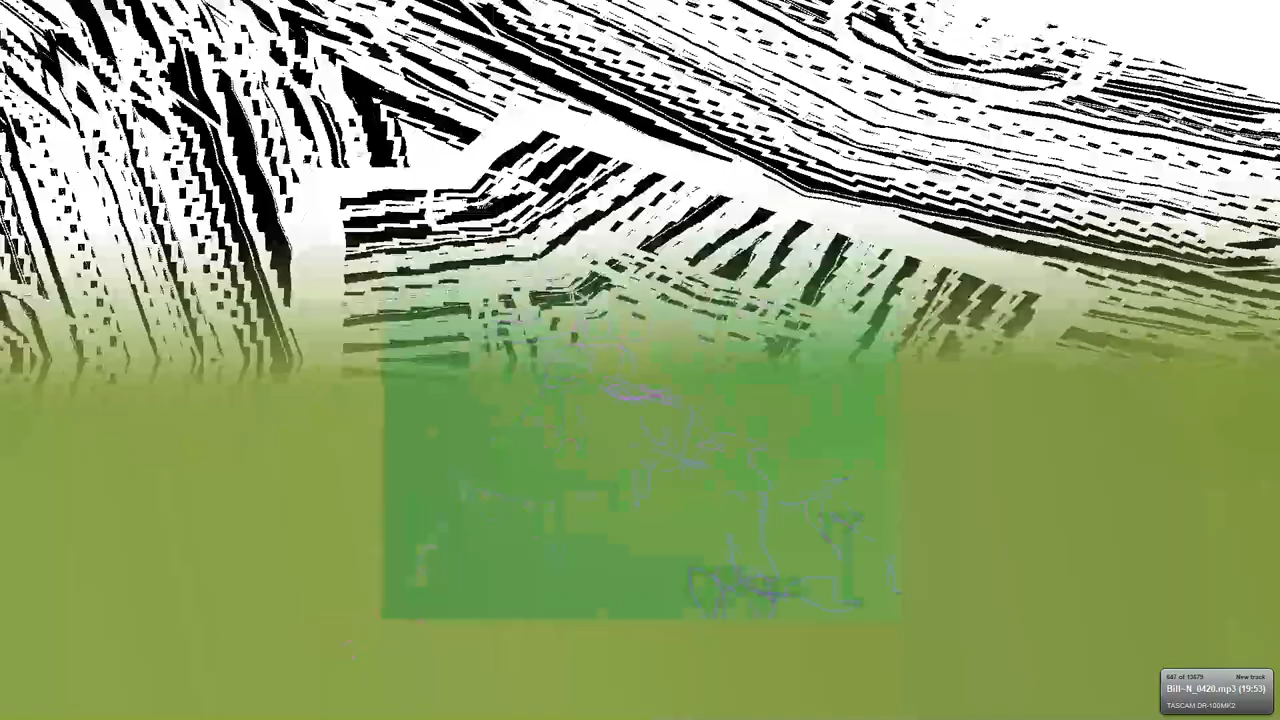 647 of 13679 New track
Bill~N_0420.mp3 (19:53)
TASCAM DR-100MK2